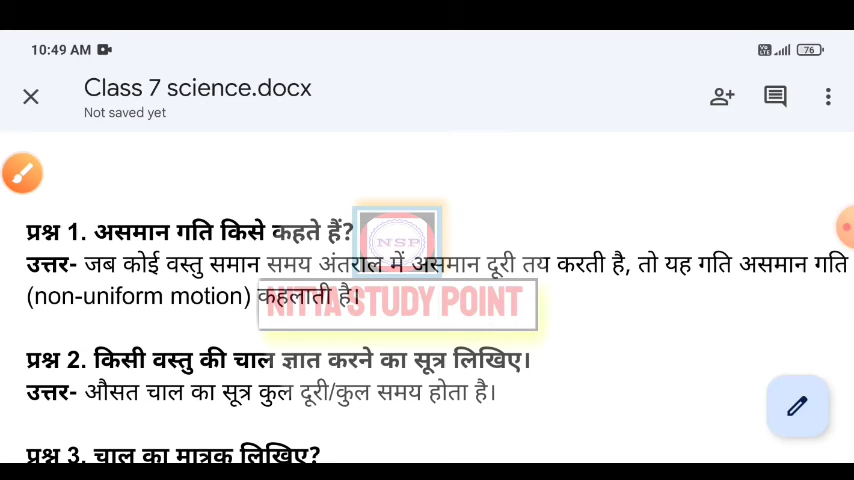 10:49 AM
76
Class 7 science.docx
Not saved yet
प्रश्न 1. असमान गति किसे कहते हैं?
NSP
उत्तर- जब कोई वस्तु समान समय अंतराल में असमान दूरी तय करती है, तो यह गति असमान गति
(non-uniform motion) कहलाती है।
NITTA STUDY POINT
प्रश्न 2. किसी वस्तु की चाल ज्ञात करने का सूत्र लिखिए।
उत्तर- औसत चाल का सूत्र कुल दूरी/कुल समय होता है।
प्रश्न 3. चाल का मात्रक लिखिए?